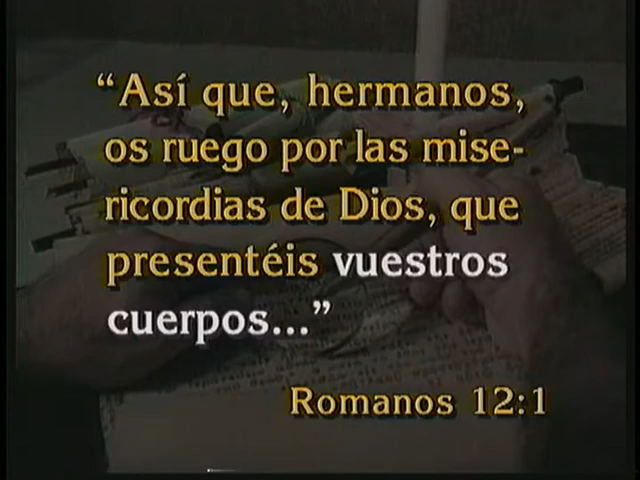 “Así que, hermanos,
os ruego por las mise-
ricordias de Dios, que
presentéis vuestros
cuerpos...”
Romanos 12:1